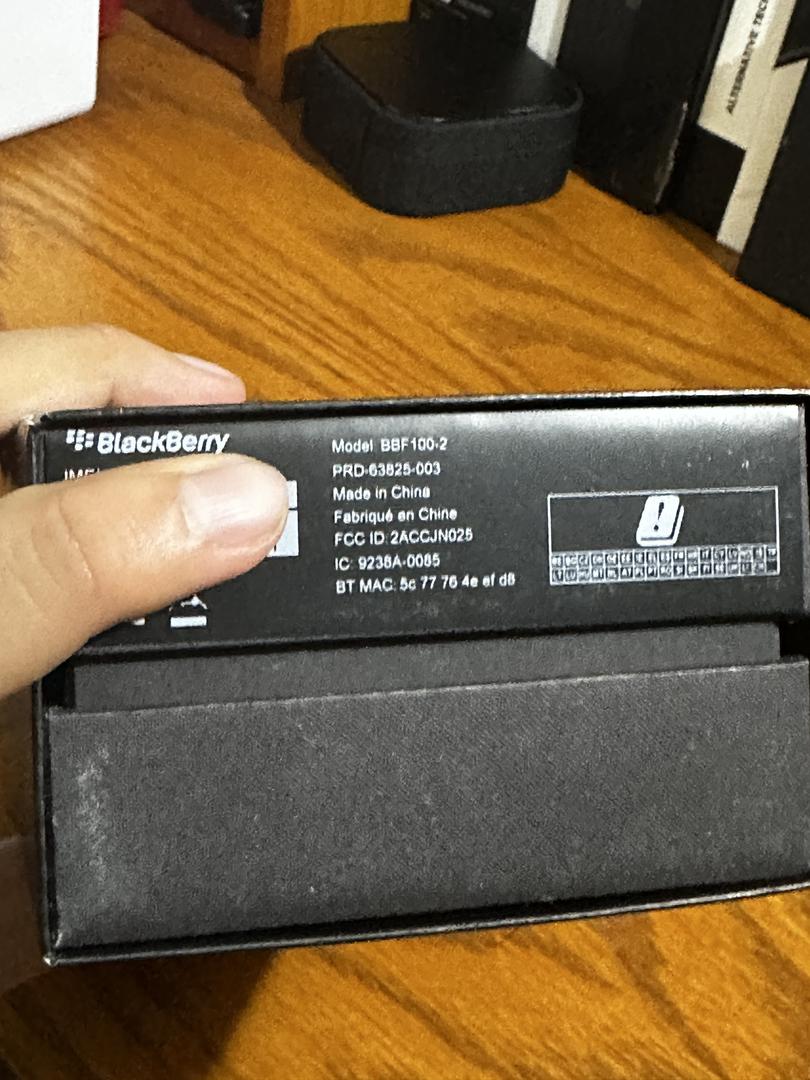 BlackBerry
Model BBF100-2
PRD-63825-003
Made in China
Fabriqué en Chine
FCC ID: 2ACCJN025
IC: 9238A-0085
BT MAC: 5c 77 76 4e ef d8
ALTERNATIVE